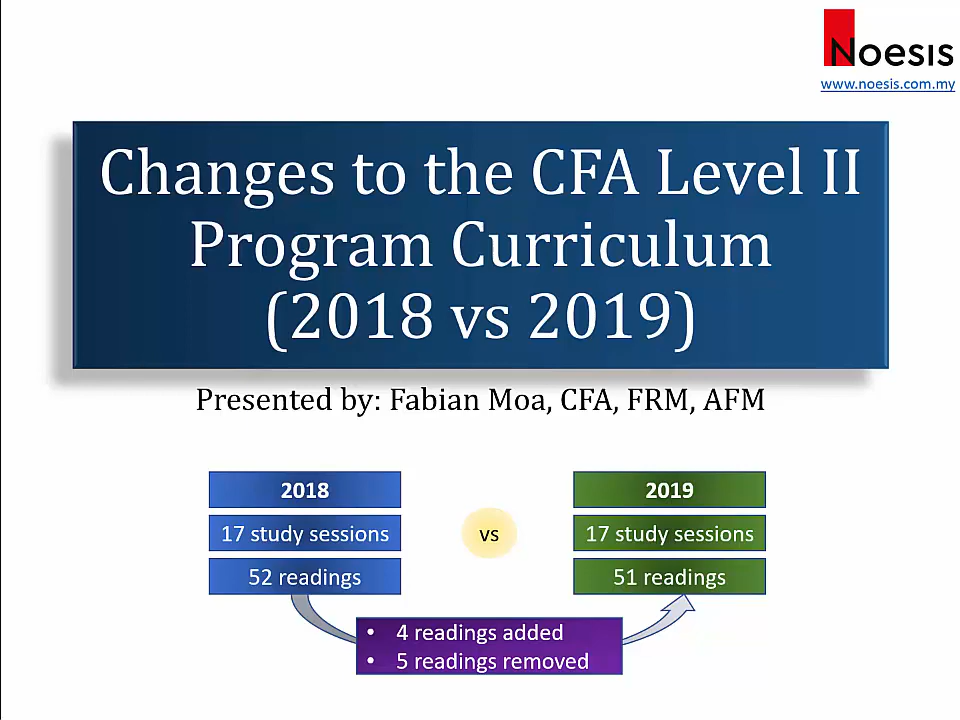 Noesis
www.noesis.com.my
Changes to the CFA Level II
Program Curriculum
(2018 vs 2019)
Presented by: Fabian Moa, CFA, FRM, AFM
2018
17 study sessions
52 readings
vs
2019
17 study sessions
51 readings
• 4 readings added
• 5 readings removed